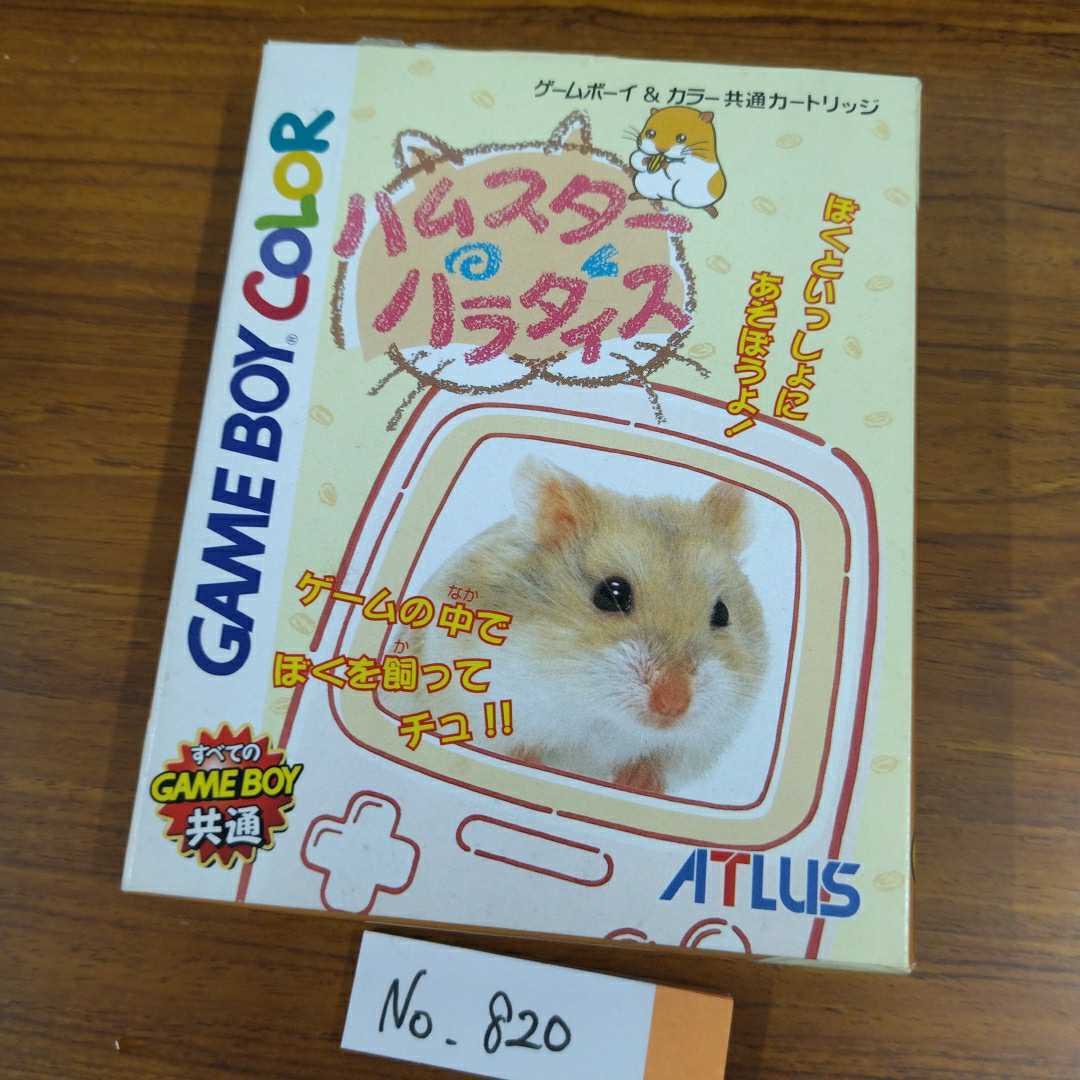 ゲームボーイ & カラー共通カートリッジ
GAME BOY COLOR
®
ハムスター
パラダイス
ぼくといっしょに
あそぼうよ!
ゲームの中で
なか
ぼくを飼って
か
チュ!!
すべての
GAME BOY
共通
ATLUS
No. 820